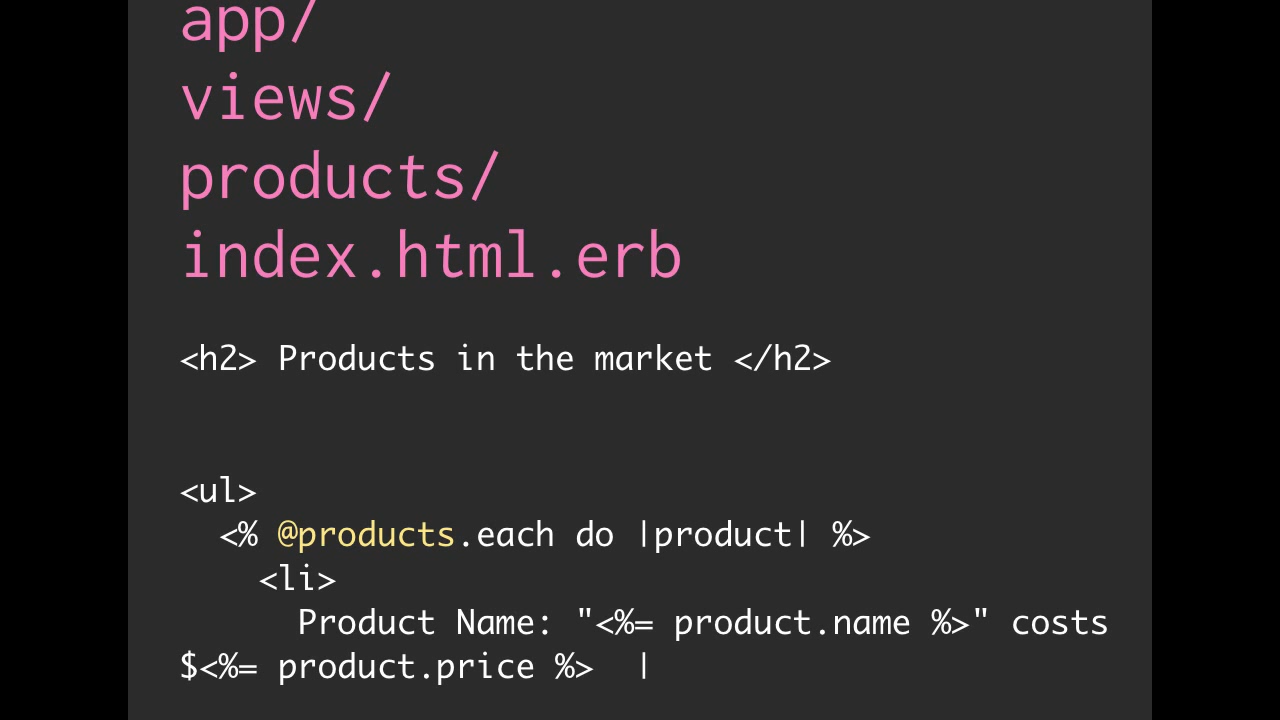 app/
views/
products/
index.html.erb
<h2> Products in the market </h2>
<ul>
  <% @products.each do |product| %>
    <li>
      Product Name: "<%= product.name %>" costs
$<%= product.price %>  |